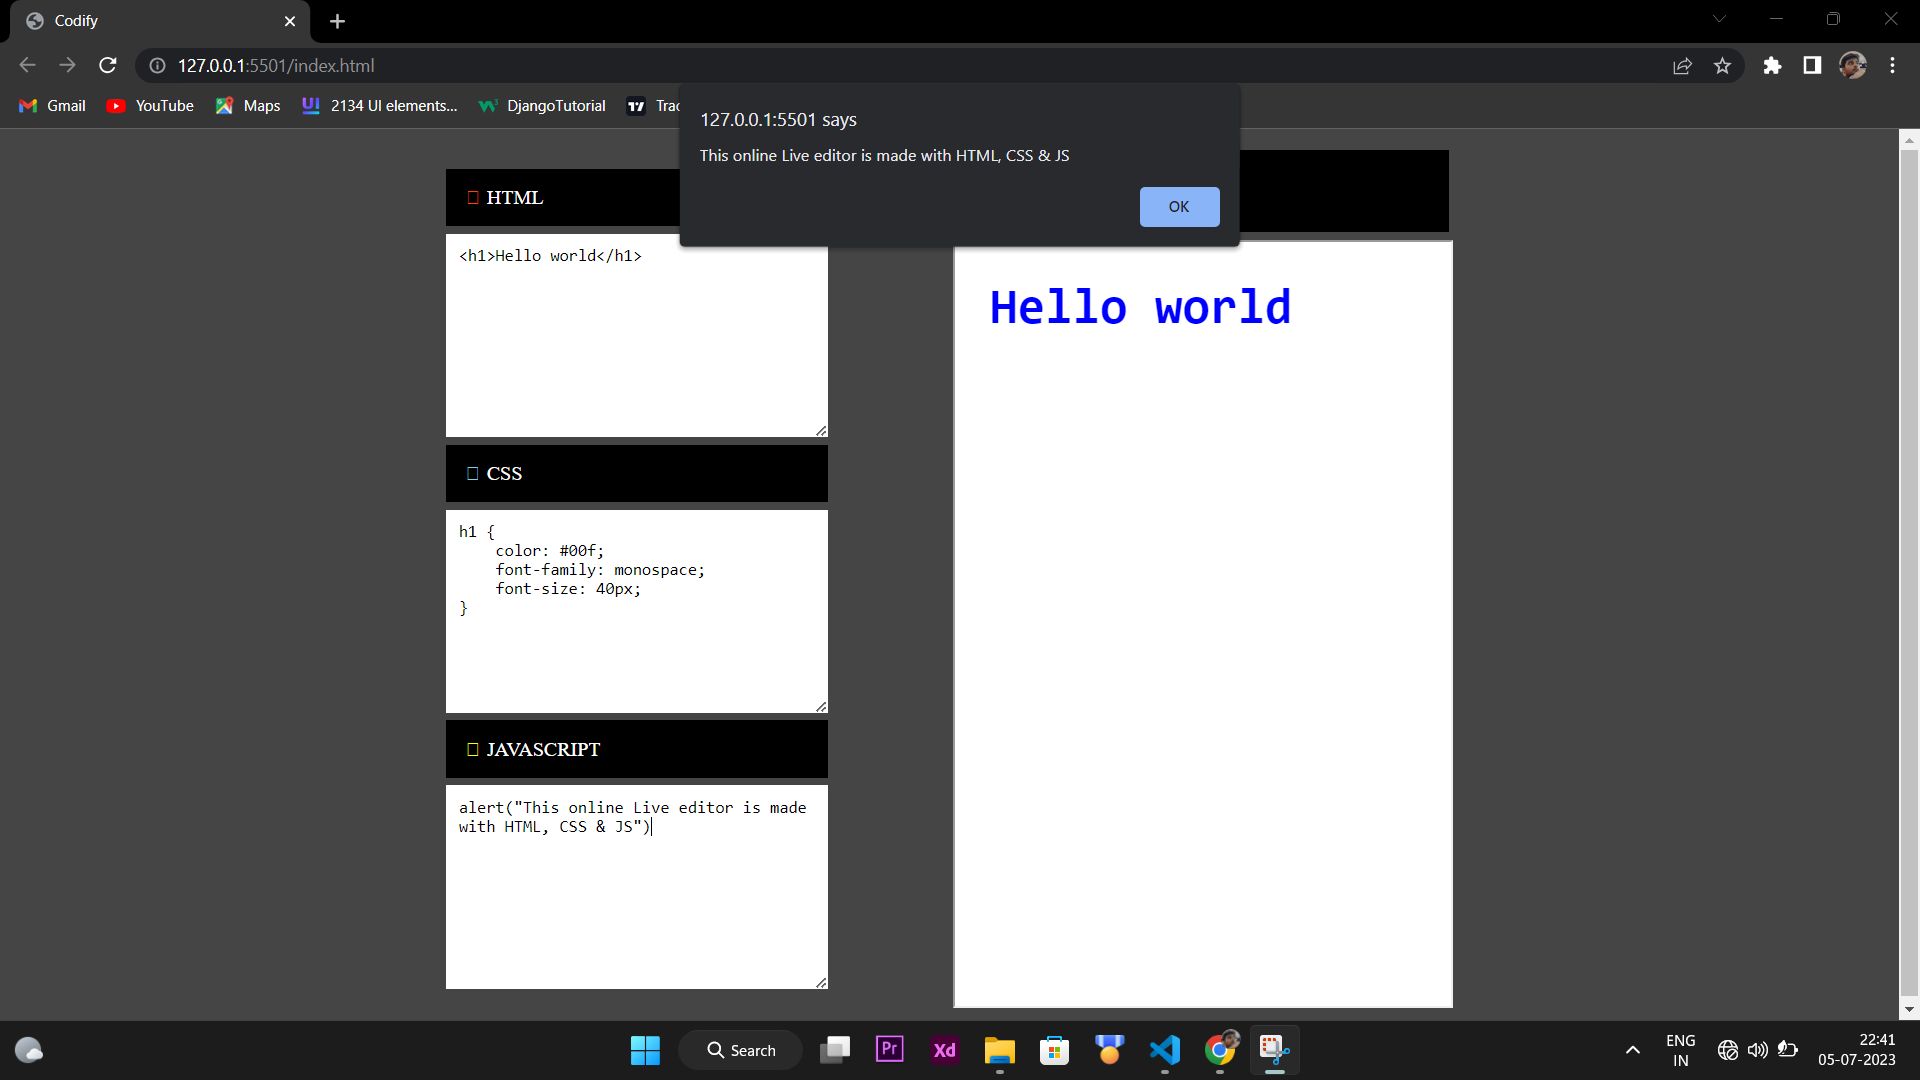 Codify
127.0.0.1:5501/index.html
Gmail
YouTube
Maps
2134 UI elements...
DjangoTutorial
127.0.0.1:5501 says
This online Live editor is made with HTML, CSS & JS
OK
HTML
<h1>Hello world</h1>
Hello world
CSS
h1 {
    color: #00f;
    font-family: monospace;
    font-size: 40px;
}
JAVASCRIPT
alert("This online Live editor is made
with HTML, CSS & JS")
Search
Pr
Xd
ENG
IN
22:41
05-07-2023